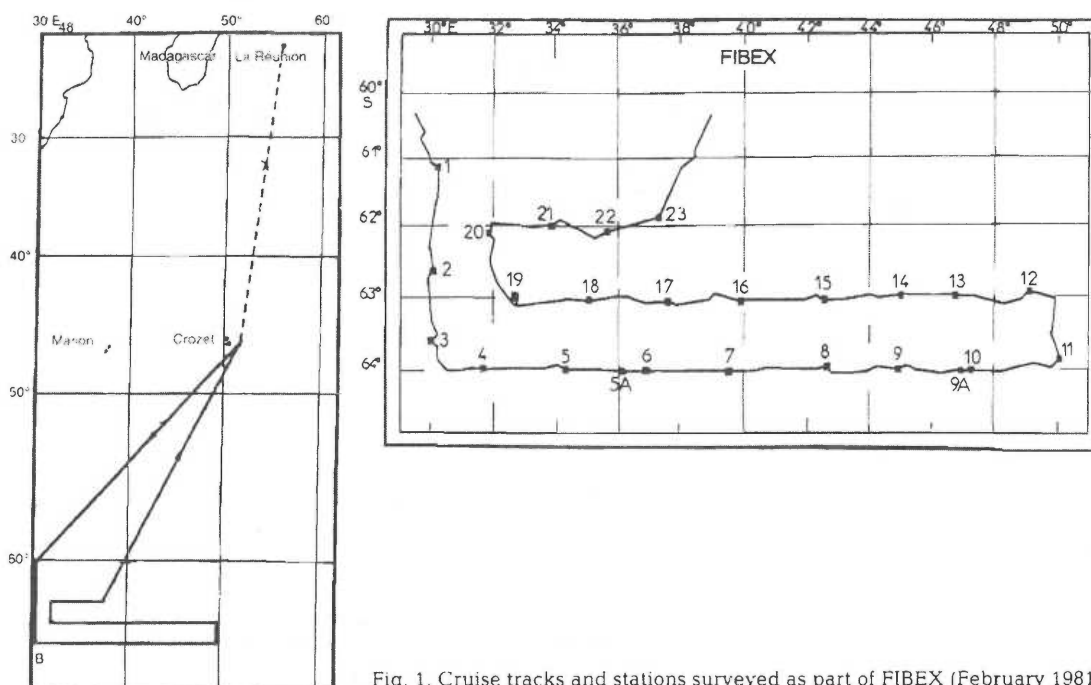 30 E 48 40° 50° 60
Madagascar La Réunion
30
40°
Marion Crozet
50°
60°
B
30°E 32° 34° 36° 38° 40° 42° 44° 46° 48° 50°
FIBEX
60°
S
61°
1
62°
20 21 22 23
2
63°
19 18 17 16 15 14 13 12
3
64°
4 5 6 7 8 9 10 11
5A 9A
Fig. 1. Cruise tracks and stations surveyed as part of FIBEX (February 198